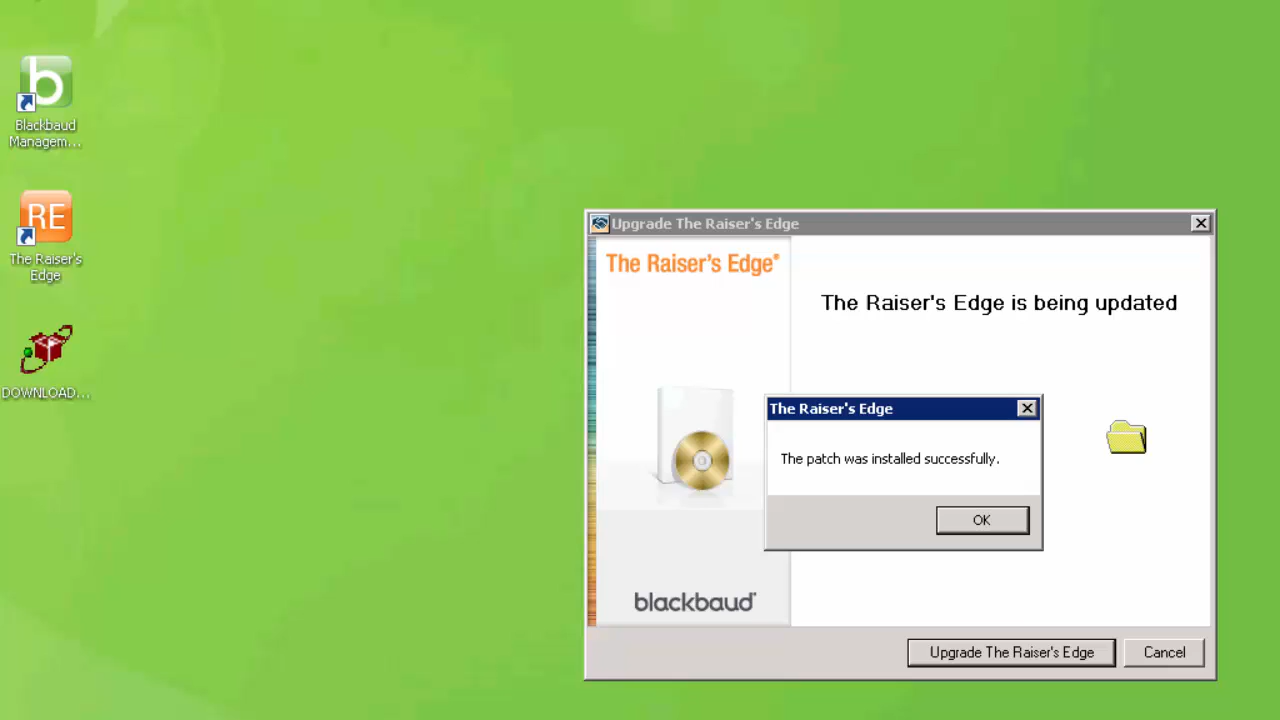 b
Blackbaud
Managem...
RE
The Raiser's
Edge
DOWNLOAD...
Upgrade The Raiser's Edge
The Raiser's Edge®
The Raiser's Edge is being updated
The Raiser's Edge
The patch was installed successfully.
OK
blackbaud®
Upgrade The Raiser's Edge
Cancel